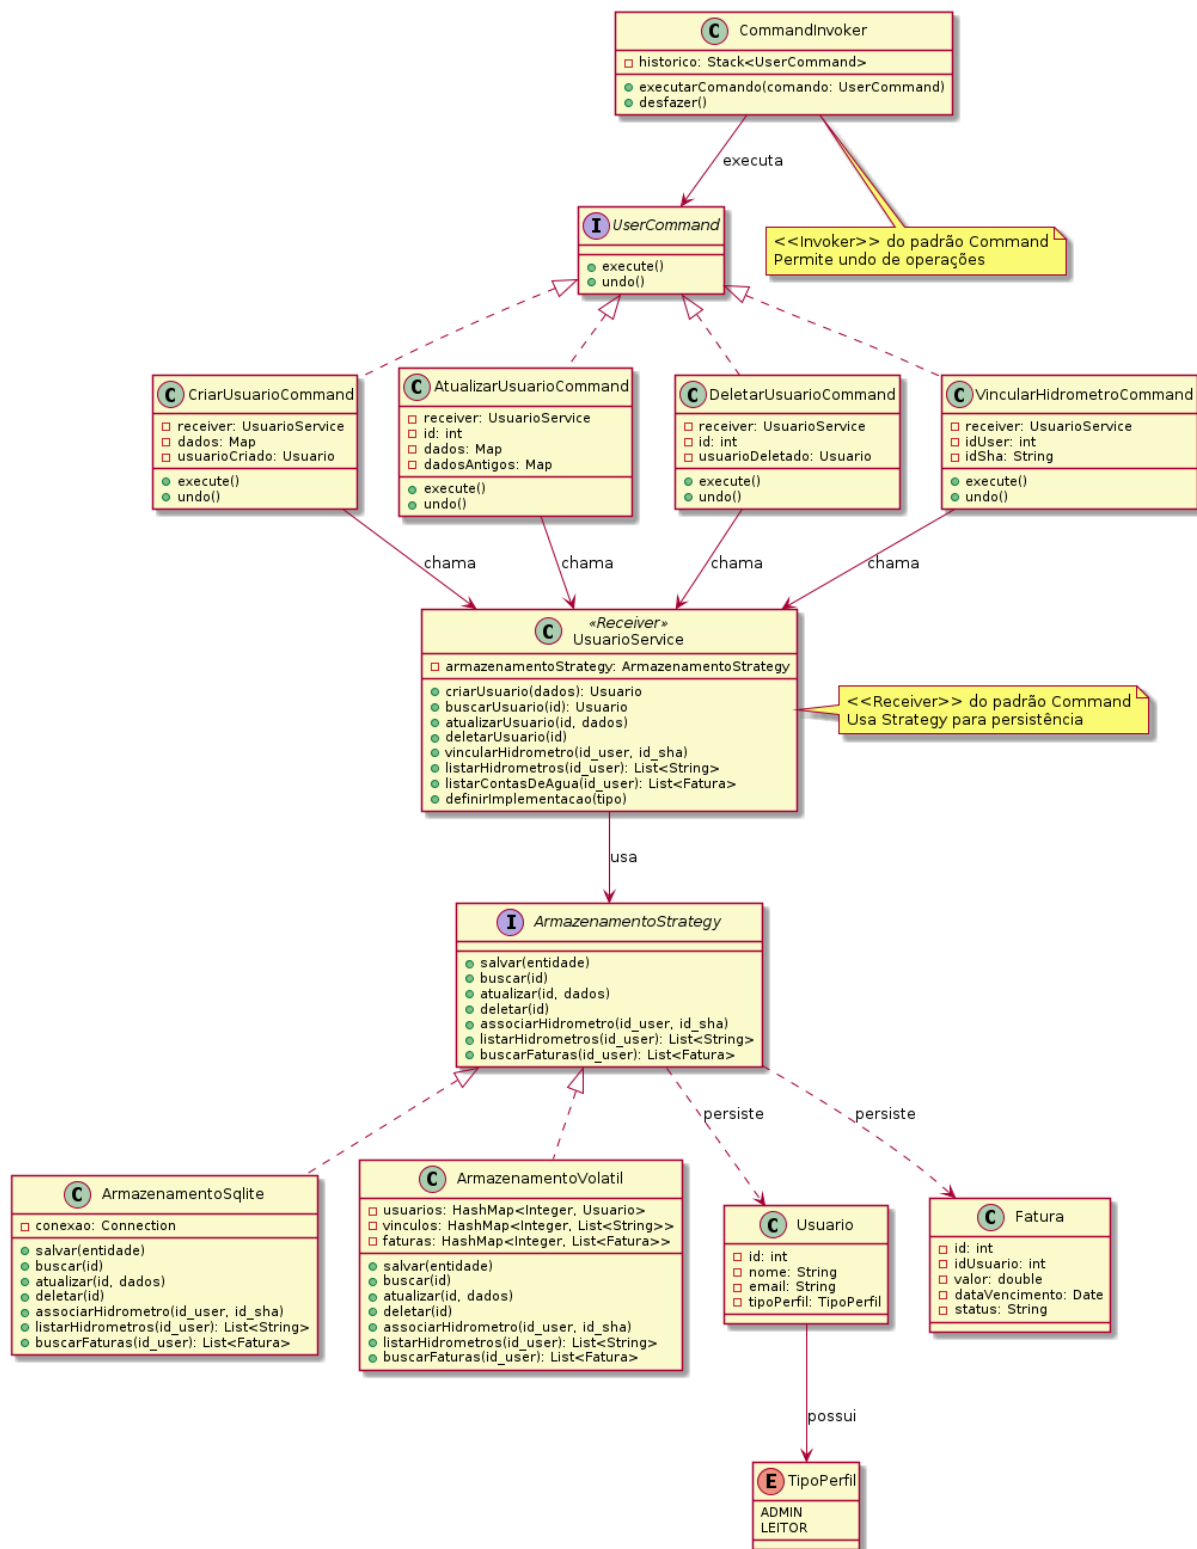 CommandInvoker
historico: Stack<UserCommand>
executarComando(comando: UserCommand)
desfazer()
executa
UserCommand
execute()
undo()
<<Invoker>> do padrão Command
Permite undo de operações
CriarUsuarioCommand
receiver: UsuarioService
dados: Map
usuarioCriado: Usuario
execute()
undo()
AtualizarUsuarioCommand
receiver: UsuarioService
id: int
dados: Map
dadosAntigos: Map
execute()
undo()
DeletarUsuarioCommand
receiver: UsuarioService
id: int
usuarioDeletado: Usuario
execute()
undo()
VincularHidrometroCommand
receiver: UsuarioService
idUser: int
idSha: String
execute()
undo()
chama
chama
chama
chama
«Receiver»
UsuarioService
armazenamentoStrategy: ArmazenamentoStrategy
criarUsuario(dados): Usuario
buscarUsuario(id): Usuario
atualizarUsuario(id, dados)
deletarUsuario(id)
vincularHidrometro(id_user, id_sha)
listarHidrometros(id_user): List<String>
listarContasDeAgua(id_user): List<Fatura>
definirImplementacao(tipo)
<<Receiver>> do padrão Command
Usa Strategy para persistência
usa
ArmazenamentoStrategy
salvar(entidade)
buscar(id)
atualizar(id, dados)
deletar(id)
associarHidrometro(id_user, id_sha)
listarHidrometros(id_user): List<String>
buscarFaturas(id_user): List<Fatura>
persiste
persiste
ArmazenamentoSqlite
conexao: Connection
salvar(entidade)
buscar(id)
atualizar(id, dados)
deletar(id)
associarHidrometro(id_user, id_sha)
listarHidrometros(id_user): List<String>
buscarFaturas(id_user): List<Fatura>
ArmazenamentoVolatil
usuarios: HashMap<Integer, Usuario>
vinculos: HashMap<Integer, List<String>>
faturas: HashMap<Integer, List<Fatura>>
salvar(entidade)
buscar(id)
atualizar(id, dados)
deletar(id)
associarHidrometro(id_user, id_sha)
listarHidrometros(id_user): List<String>
buscarFaturas(id_user): List<Fatura>
Usuario
id: int
nome: String
email: String
tipoPerfil: TipoPerfil
Fatura
id: int
idUsuario: int
valor: double
dataVencimento: Date
status: String
possui
TipoPerfil
ADMIN
LEITOR